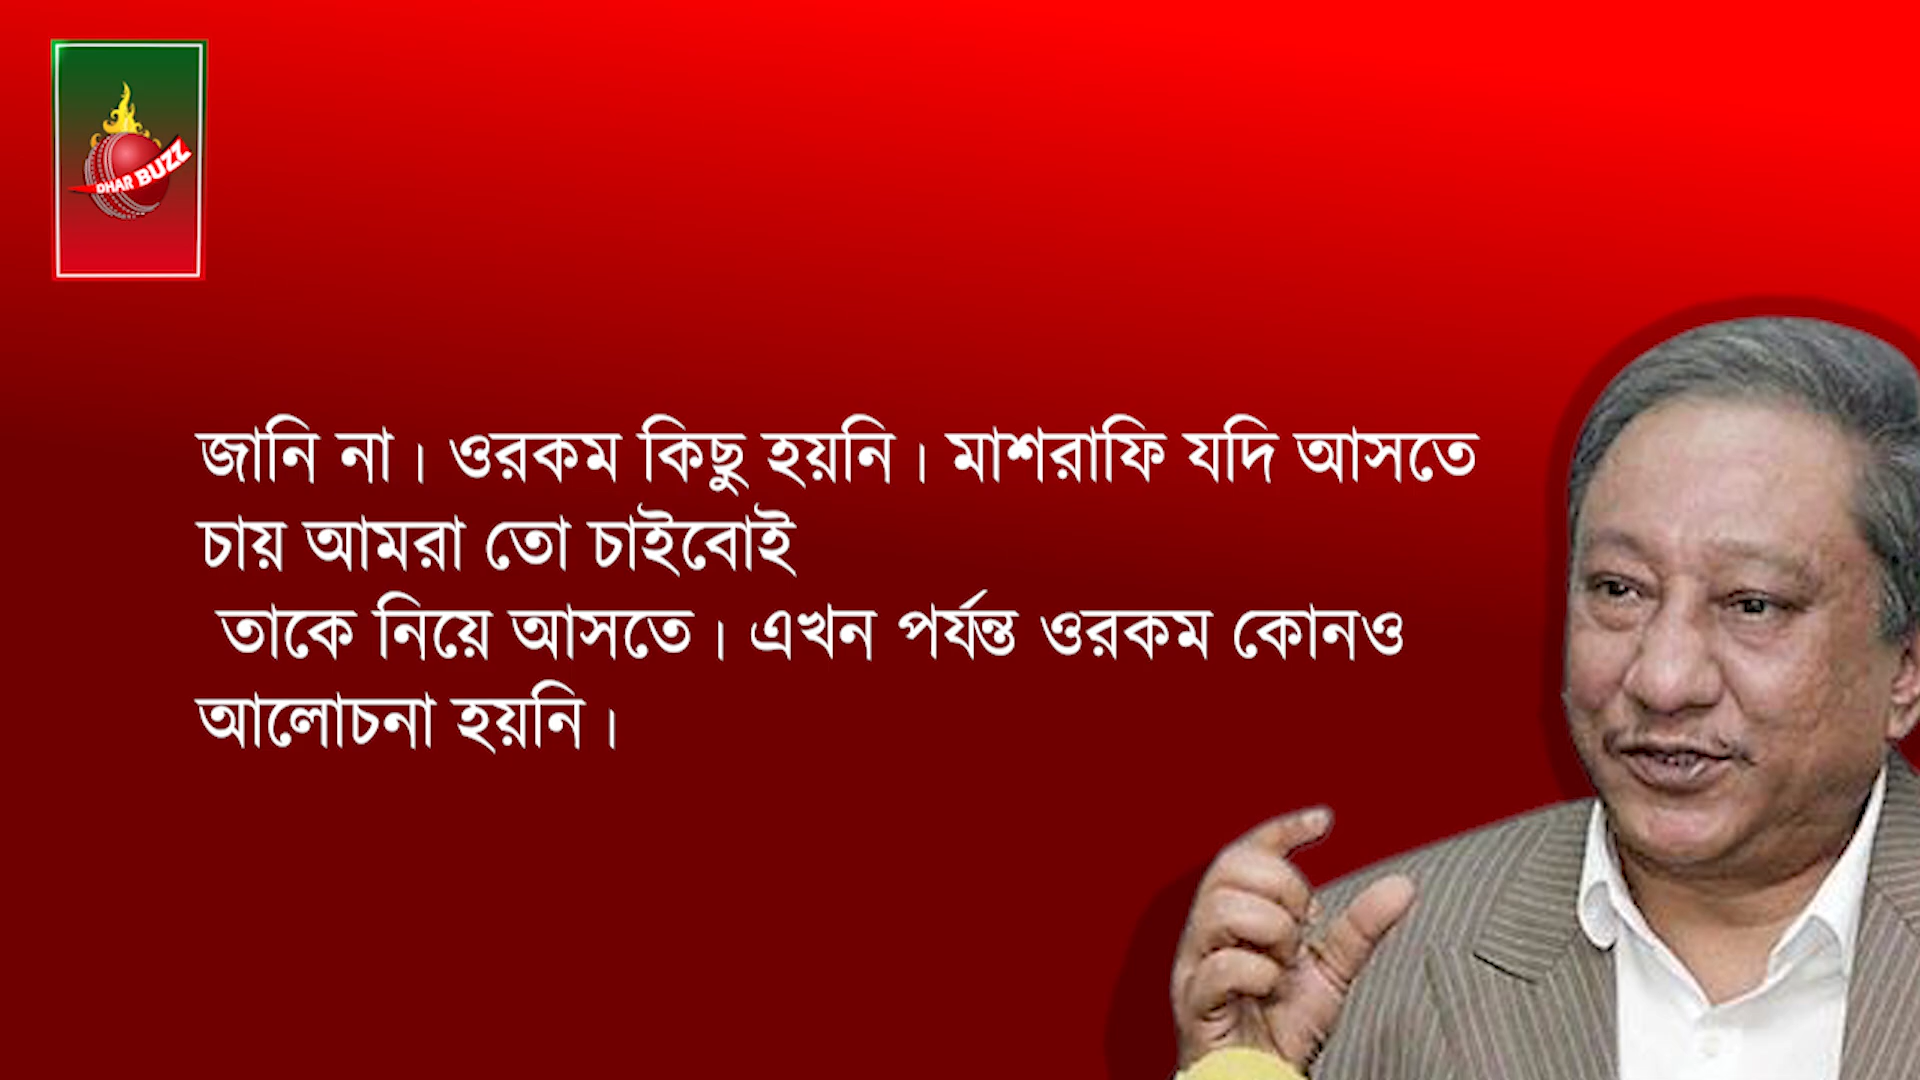 DHAR BUZZ
জানি না। ওরকম কিছু হয়নি। মাশরাফি যদি আসতে
চায় আমরা তো চাইবোই
তাকে নিয়ে আসতে। এখন পর্যন্ত ওরকম কোনও
আলোচনা হয়নি।